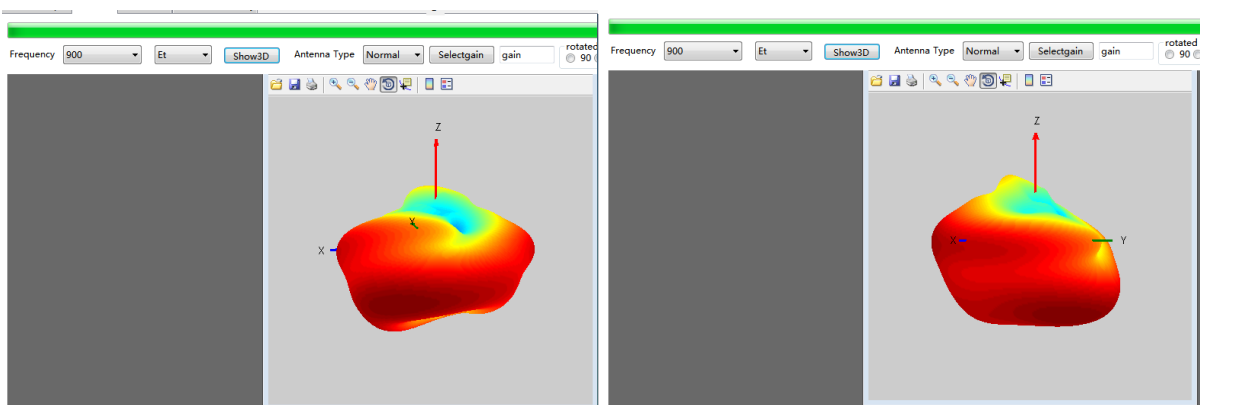 Frequency 900 Et Show3D Antenna Type Normal Selectgain gain rotated
90
Z
Y
X
Frequency 900 Et Show3D Antenna Type Normal Selectgain gain rotated
90
Z
X
Y